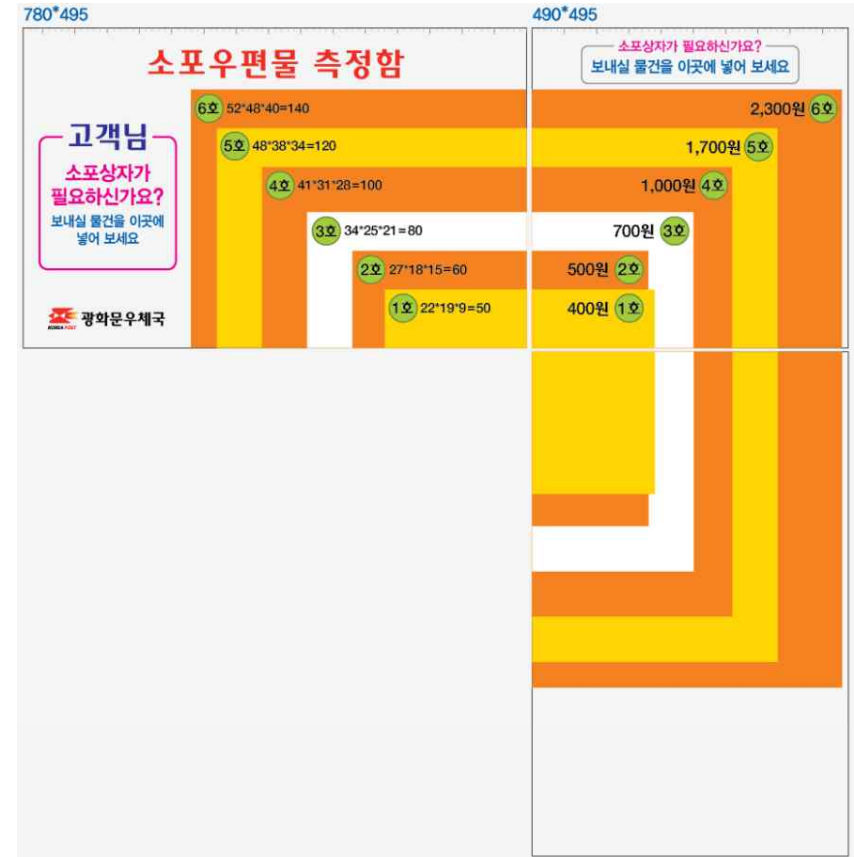 780*495
490*495
소포우편물 측정함
고객님
소포상자가
필요하신가요?
보내실 물건을 이곳에
넣어 보세요
KOREA POST 광화문우체국
6호 52*48*40=140
5호 48*38*34=120
4호 41*31*28=100
3호 34*25*21=80
2호 27*18*15=60
1호 22*19*9=50
소포상자가 필요하신가요?
보내실 물건을 이곳에 넣어 보세요
2,300원 6호
1,700원 5호
1,000원 4호
700원 3호
500원 2호
400원 1호